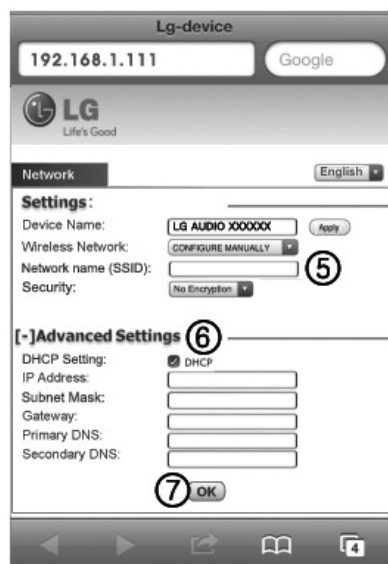 Lg-device
192.168.1.111 Google
LG
Life's Good
Network English
Settings:
Device Name: LG AUDIO XXXXXX Apply
Wireless Network: CONFIGURE MANUALLY
Network name (SSID): ⑤
Security: No Encryption
[-]Advanced Settings ⑥
DHCP Setting: DHCP
IP Address:
Subnet Mask:
Gateway:
Primary DNS:
Secondary DNS:
⑦ OK
4